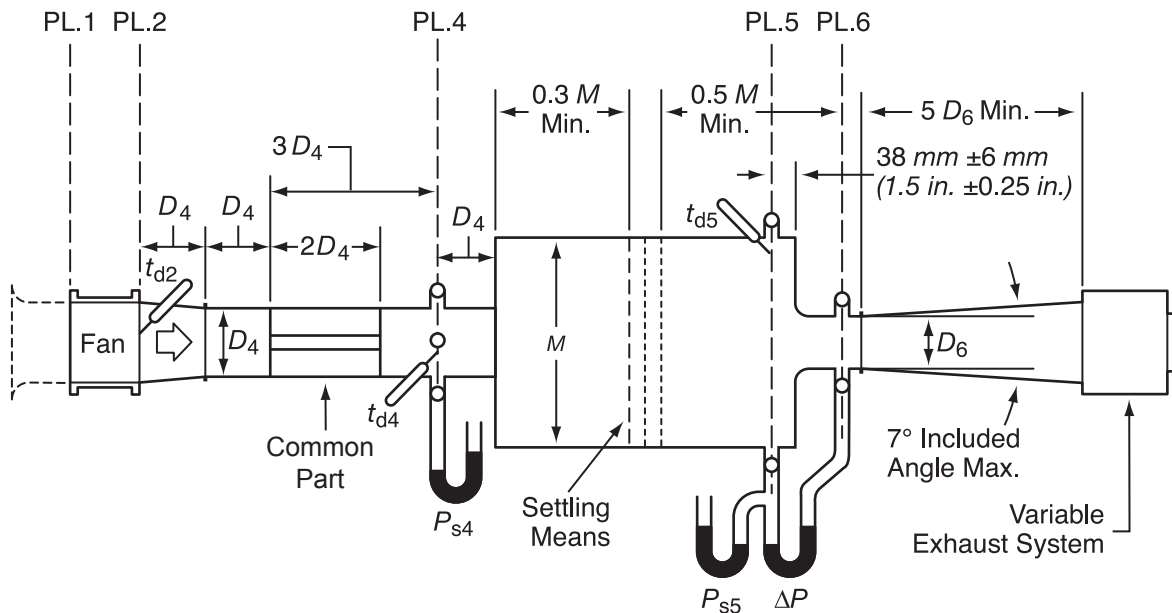 PL.1 PL.2 PL.4 PL.5 PL.6
0.3 M
Min.
0.5 M
Min.
5 D6 Min.
3 D4
38 mm ±6 mm
(1.5 in. ±0.25 in.)
D4 D4 2D4 D4
td2
td5
Fan
D4
M
D6
td4
Common
Part
Ps4
Settling
Means
7° Included
Angle Max.
Variable
Exhaust System
Ps5 ΔP